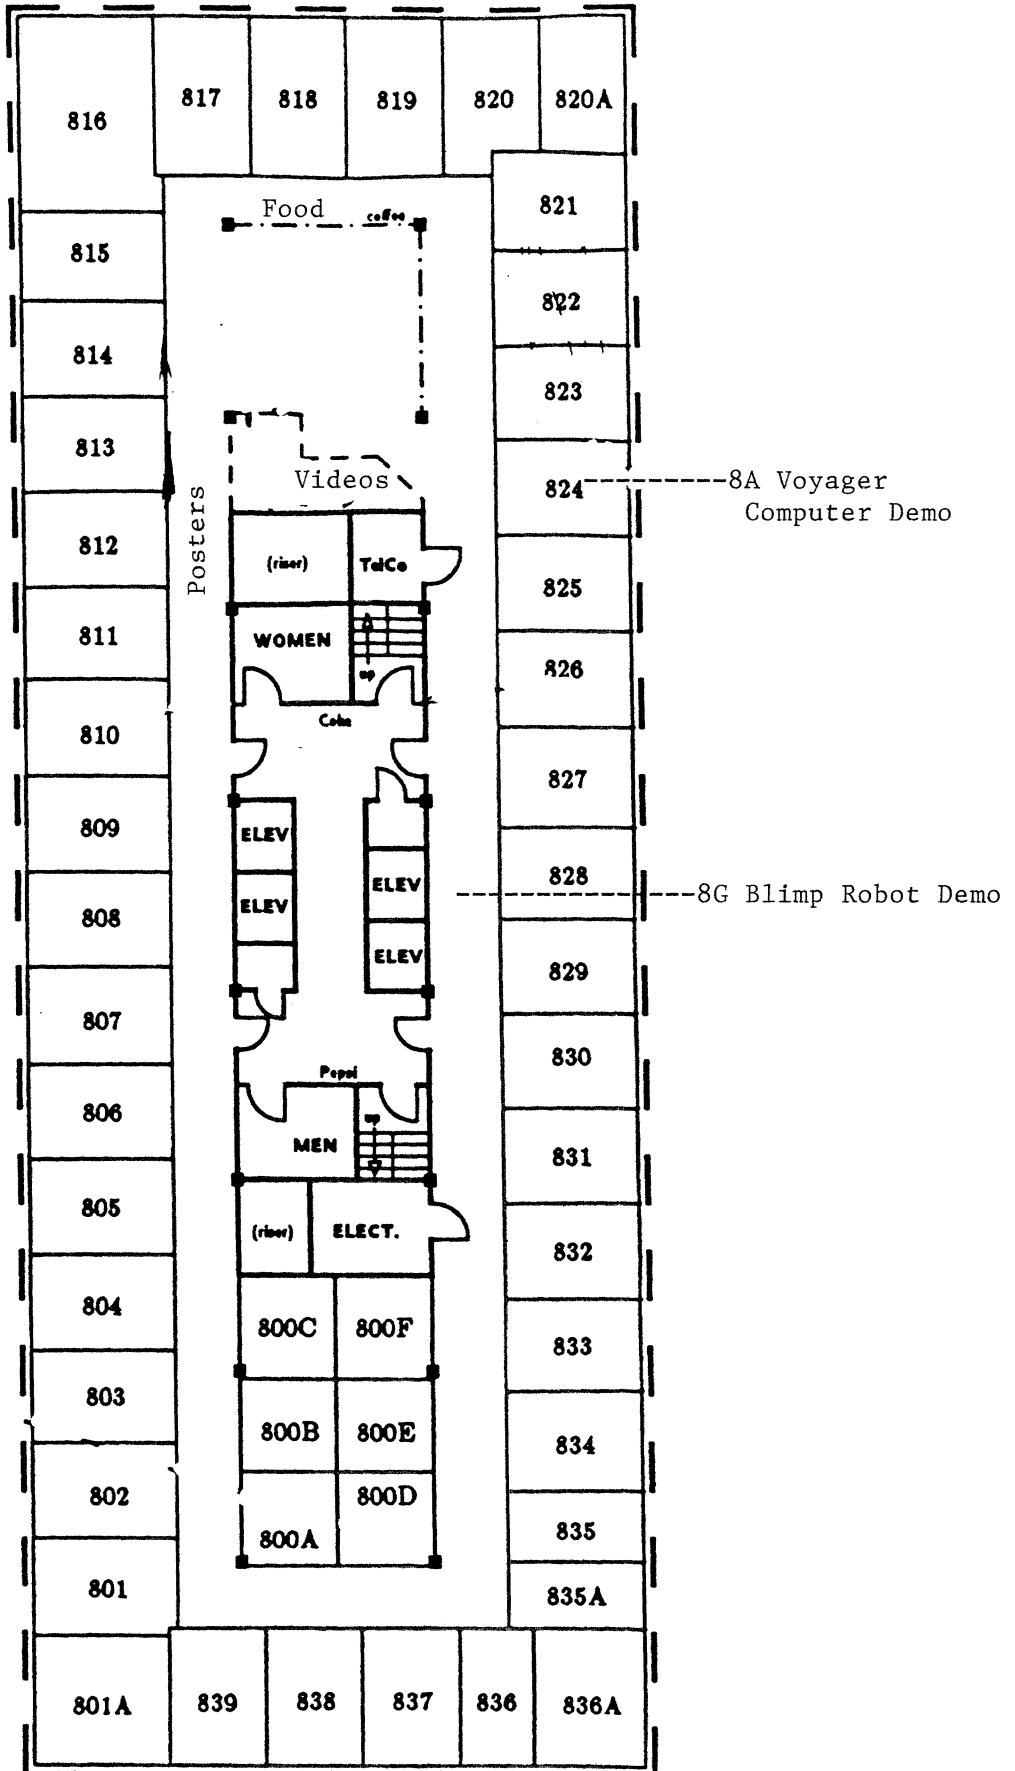 816
817
818
819
820
820A
821
Food
coffee
815
822
814
823
813
Videos
824
8A Voyager
Computer Demo
Posters
812
(riser)
TelCo
825
811
WOMEN
up
826
810
Coke
827
809
ELEV
828
ELEV
808
ELEV
8G Blimp Robot Demo
ELEV
829
807
830
Pepsi
806
up
MEN
831
805
(riser)
ELECT.
832
804
800C
800F
833
803
800B
800E
834
802
800D
835
800A
801
835A
801A
839
838
837
836
836A